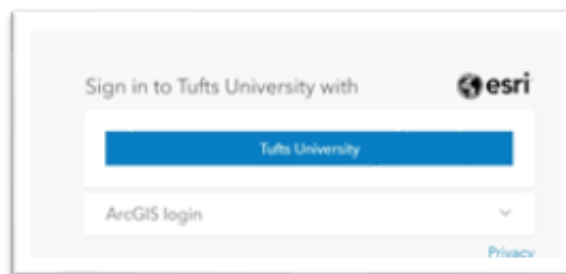 Sign in to Tufts University with esri
Tufts University
ArcGIS login
Privacy